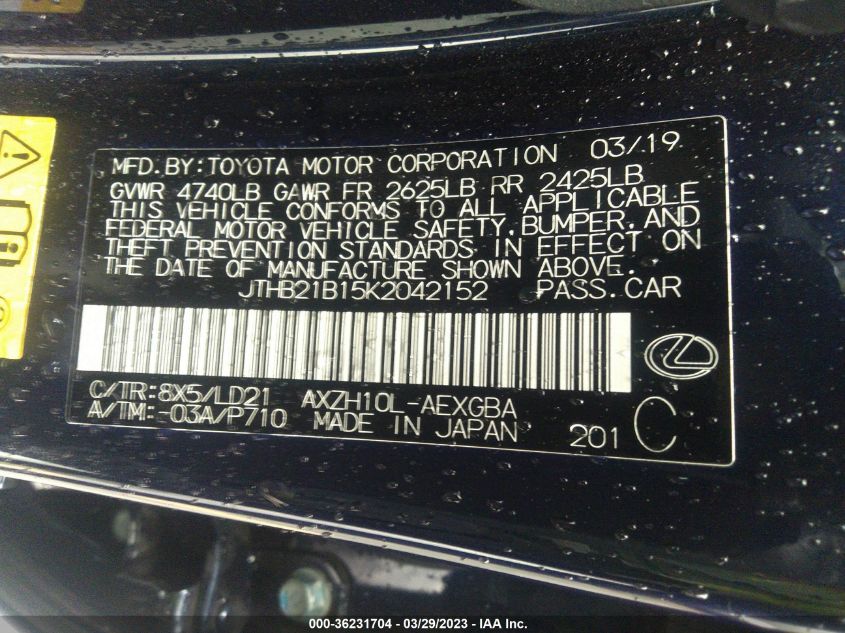 MFD. BY: TOYOTA MOTOR CORPORATION 03/19
GVWR 4740LB GAWR FR 2625LB RR 2425LB
THIS VEHICLE CONFORMS TO ALL APPLICABLE
FEDERAL MOTOR VEHICLE SAFETY, BUMPER, AND
THEFT PREVENTION STANDARDS IN EFFECT ON
THE DATE OF MANUFACTURE SHOWN ABOVE.
JTHB21B15K2042152 PASS. CAR
C/TR: 8X5/LD21 AXZH10L-AEXGBA
A/TM: -03A/P710 MADE IN JAPAN 201 C
000-36231704 - 03/29/2023 - IAA Inc.